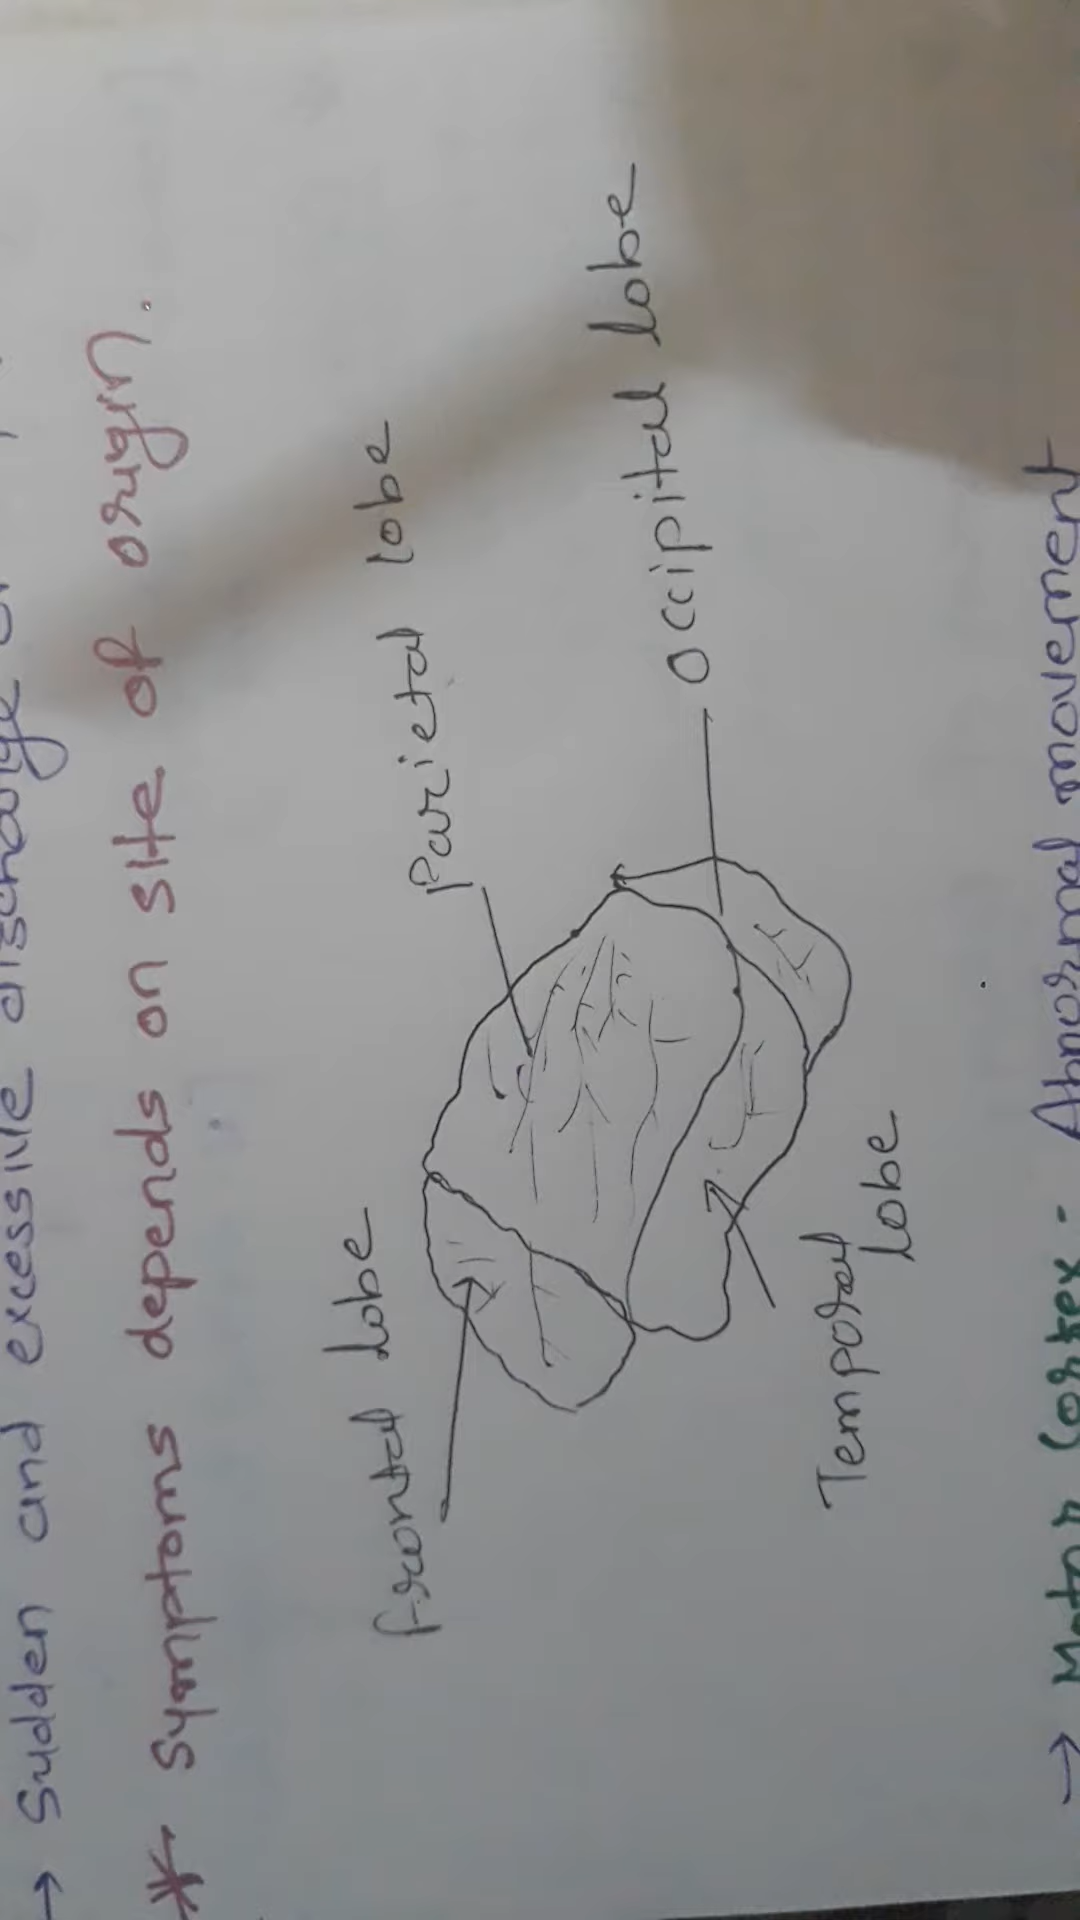 → Sudden and excessive discharge
* Symptoms depends on site of origin.
frontal lobe
Parietal lobe
Occipital lobe
Temporal
lobe
→ Motor Cortex - Abnormal movement